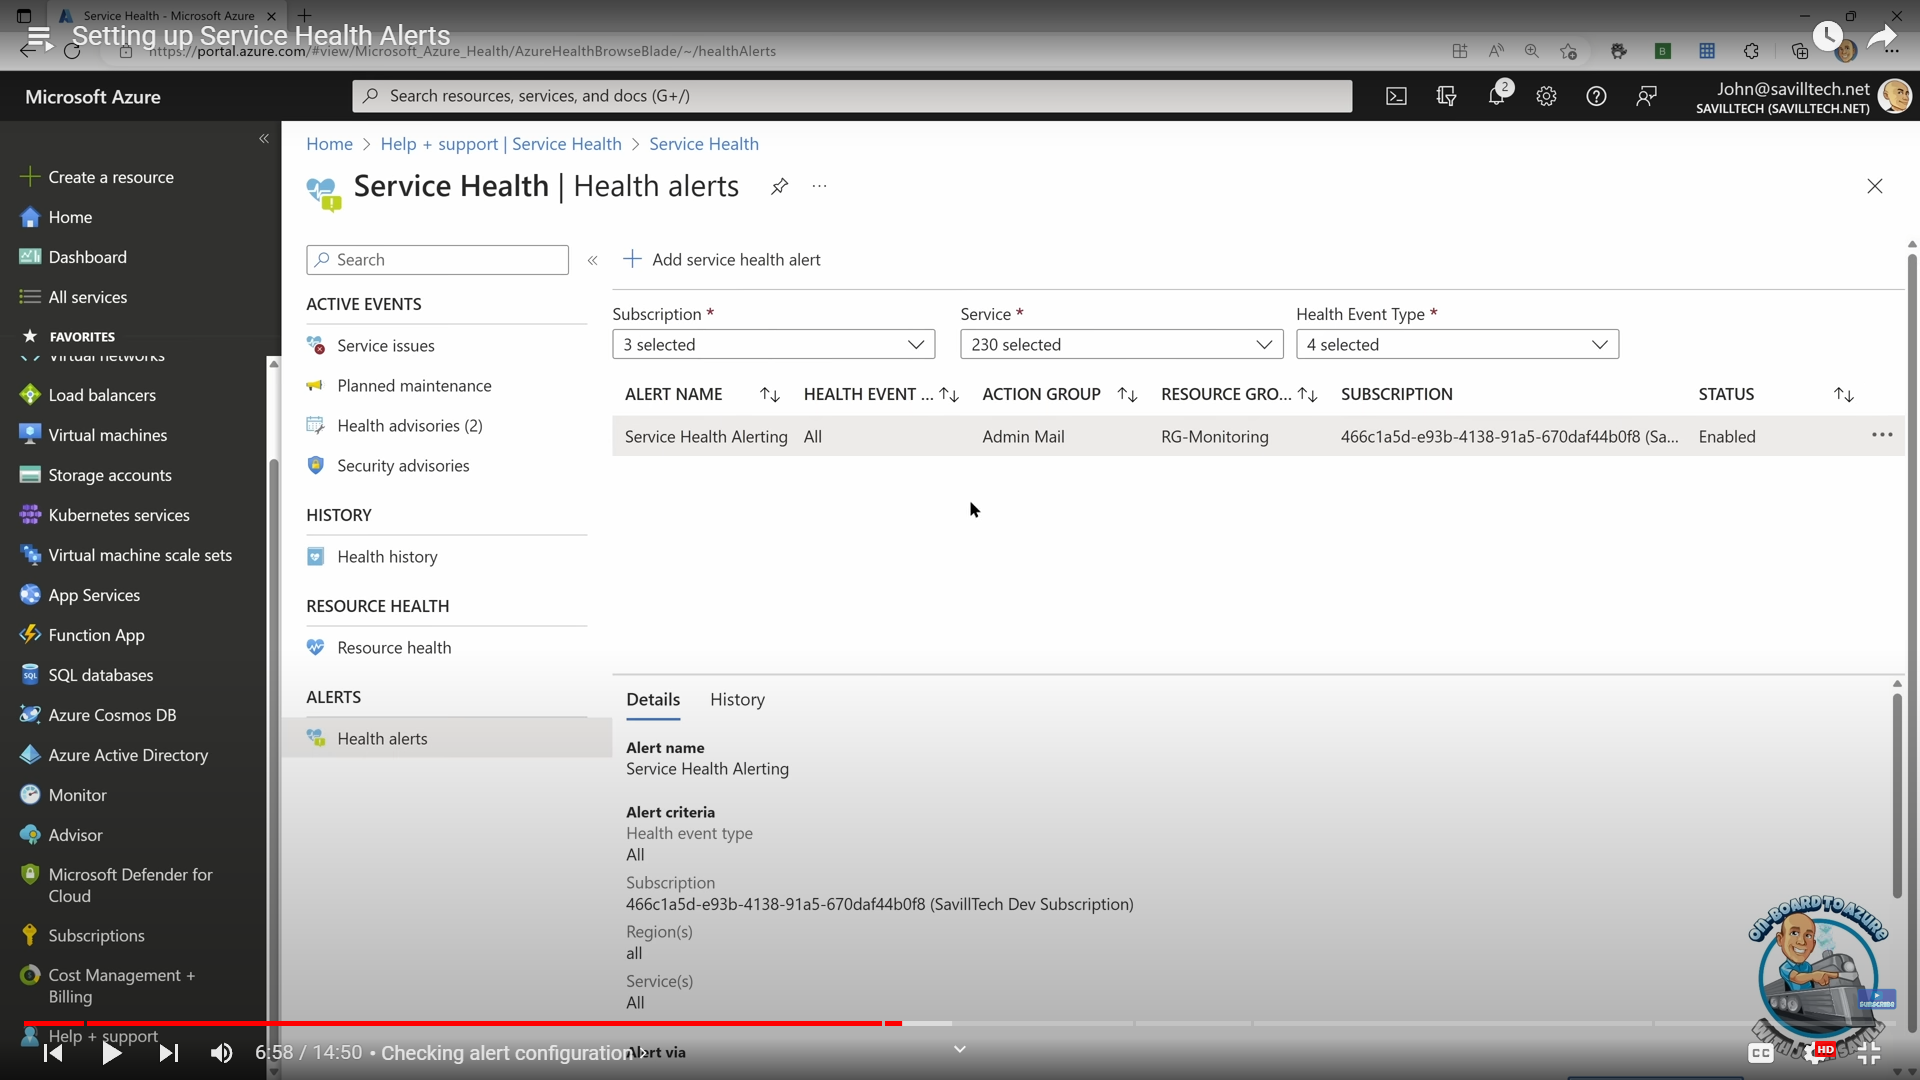 Service Health - Microsoft Azure
Setting up Service Health Alerts
https://portal.azure.com/#view/Microsoft_Azure_Health/AzureHealthBrowseBlade/~/healthAlerts
Microsoft Azure
Search resources, services, and docs (G+/)
2
John@savilltech.net
SAVILLTECH (SAVILLTECH.NET)
Home > Help + support | Service Health > Service Health
Service Health | Health alerts
Create a resource
Home
Dashboard
All services
FAVORITES
Virtual networks
Load balancers
Virtual machines
Storage accounts
Kubernetes services
Virtual machine scale sets
App Services
Function App
SQL databases
Azure Cosmos DB
Azure Active Directory
Monitor
Advisor
Microsoft Defender for
Cloud
Subscriptions
Cost Management +
Billing
Help + support
Search
ACTIVE EVENTS
Service issues
Planned maintenance
Health advisories (2)
Security advisories
HISTORY
Health history
RESOURCE HEALTH
Resource health
ALERTS
Health alerts
Add service health alert
Subscription * Service * Health Event Type *
3 selected 230 selected 4 selected
ALERT NAME HEALTH EVENT ... ACTION GROUP RESOURCE GRO... SUBSCRIPTION STATUS
Service Health Alerting All Admin Mail RG-Monitoring 466c1a5d-e93b-4138-91a5-670daf44b0f8 (Sa... Enabled
Details History
Alert name
Service Health Alerting
Alert criteria
Health event type
All
Subscription
466c1a5d-e93b-4138-91a5-670daf44b0f8 (SavillTech Dev Subscription)
Region(s)
all
Service(s)
All
Alert via
ON-BOARD TO AZURE
SUBSCRIBE
6:58 / 14:50 • Checking alert configuration
CC
HD